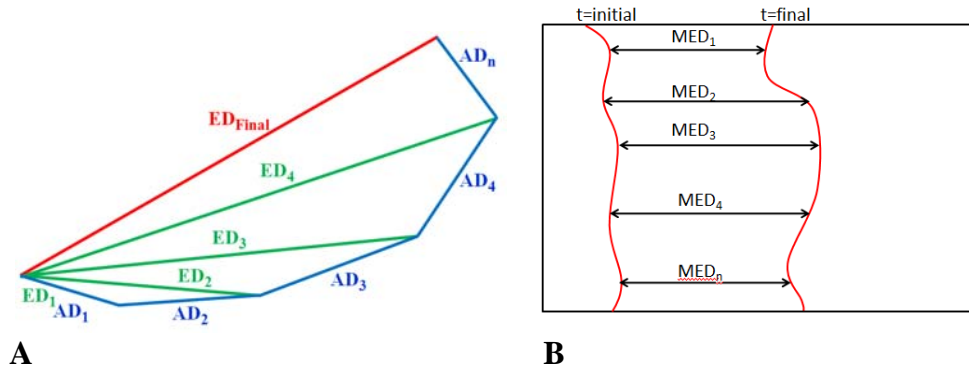 AD_n
ED_Final
ED_4
AD_4
ED_3
ED_2
AD_3
ED_1
AD_1
AD_2
A
t=initial
t=final
MED_1
MED_2
MED_3
MED_4
MED_n
B